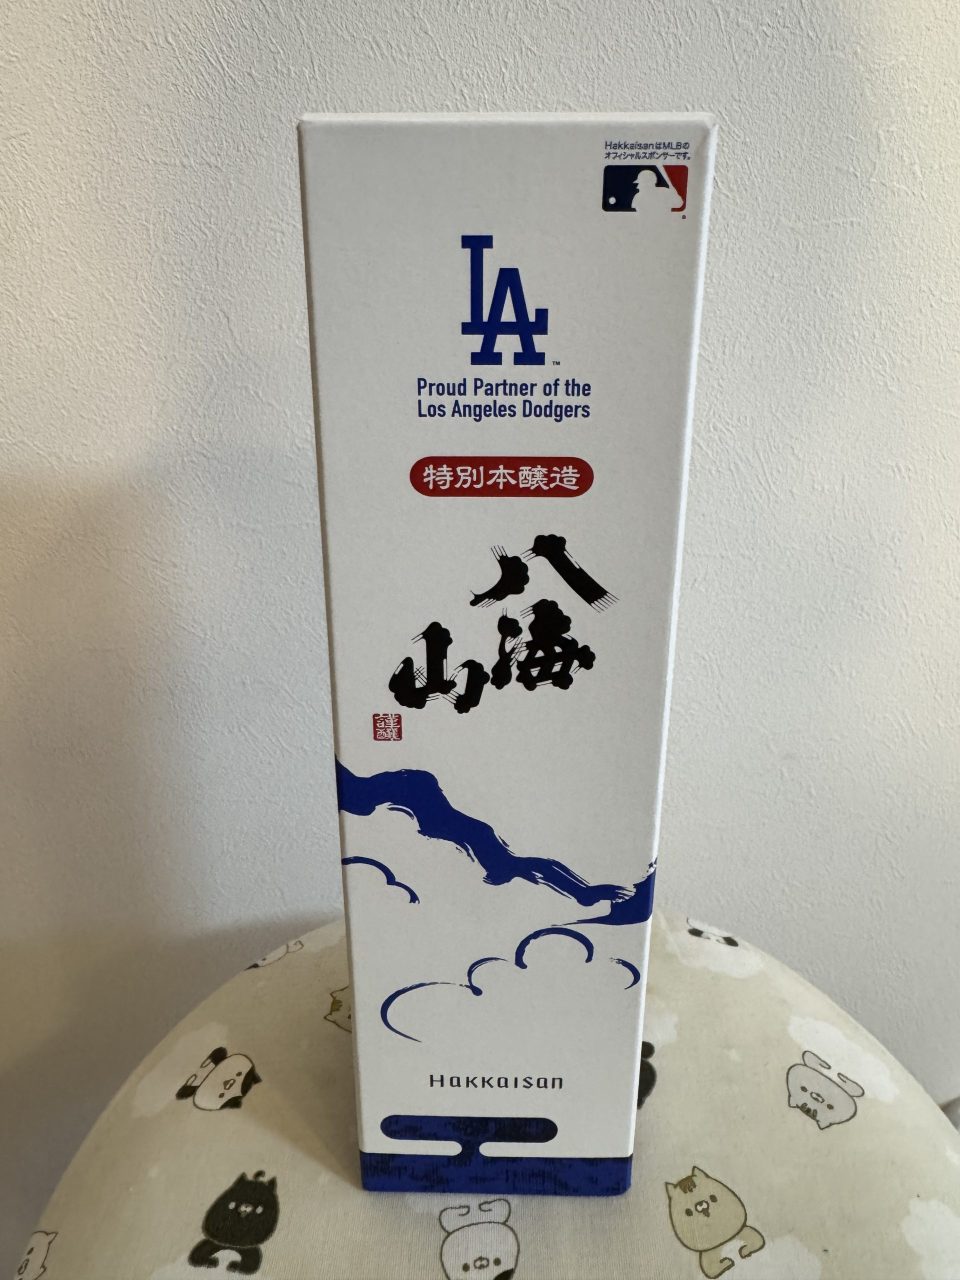 HakkaisanはMLBの
オフィシャルスポンサーです。
LA
Proud Partner of the
Los Angeles Dodgers
特別本醸造
八海山
謹醸
Hakkaisan